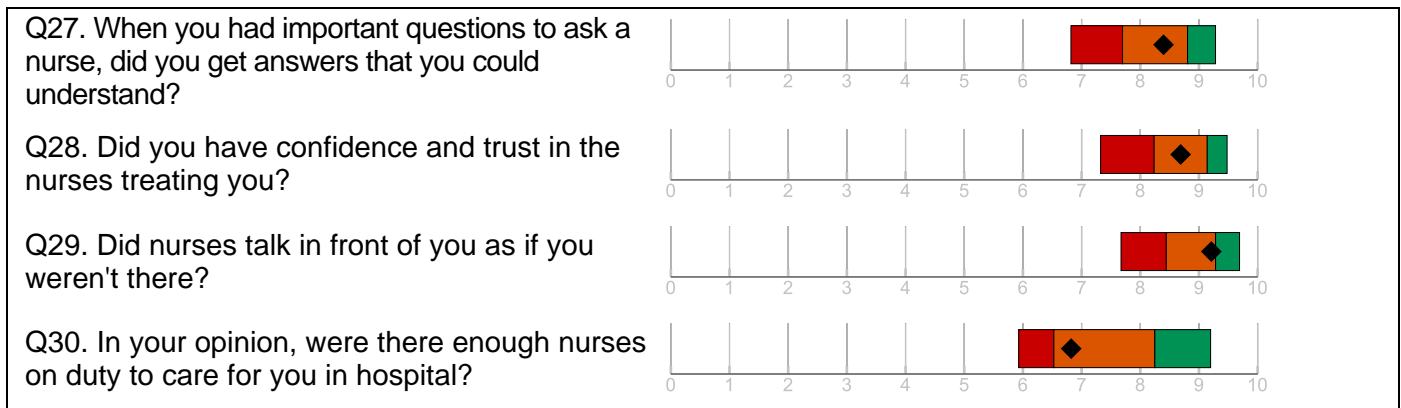 Q27. When you had important questions to ask a
nurse, did you get answers that you could
understand?
0 1 2 3 4 5 6 7 8 9 10
Q28. Did you have confidence and trust in the
nurses treating you?
0 1 2 3 4 5 6 7 8 9 10
Q29. Did nurses talk in front of you as if you
weren't there?
0 1 2 3 4 5 6 7 8 9 10
Q30. In your opinion, were there enough nurses
on duty to care for you in hospital?
0 1 2 3 4 5 6 7 8 9 10